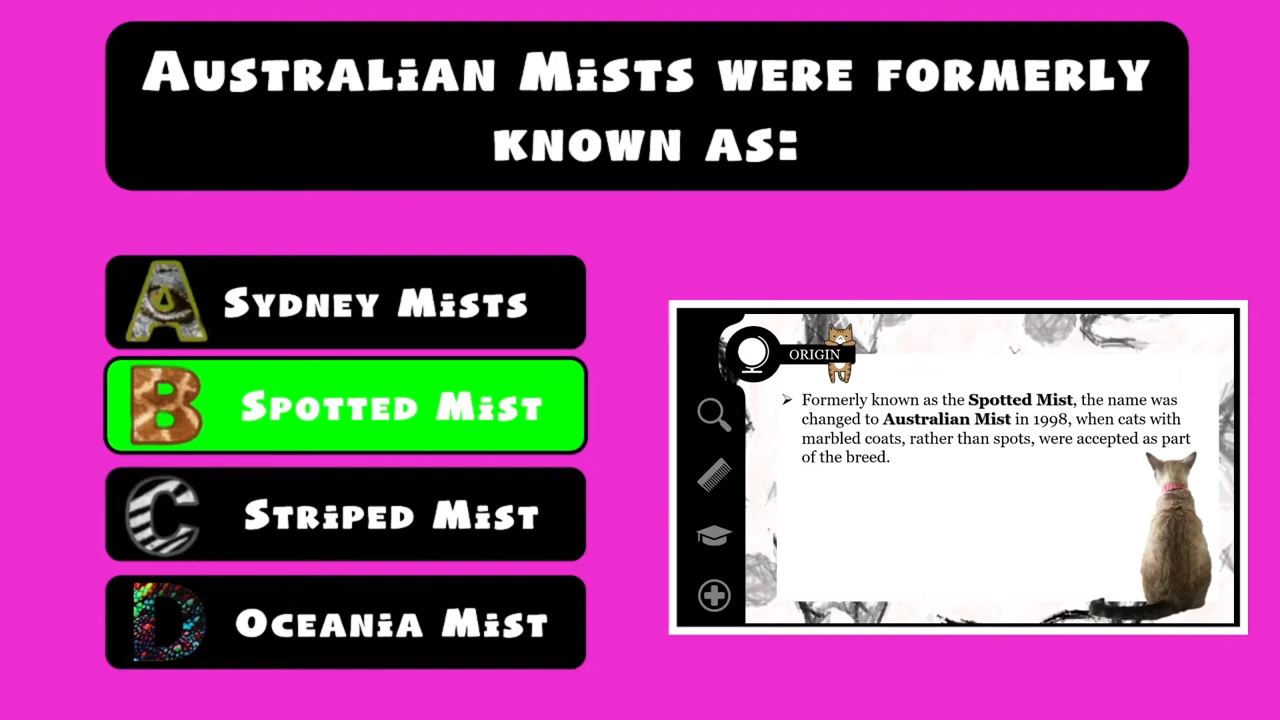 Australian Mists were formerly
known as:
A Sydney Mists
B Spotted Mist
C Striped Mist
D Oceania Mist
ORIGIN
➢ Formerly known as the Spotted Mist, the name was
changed to Australian Mist in 1998, when cats with
marbled coats, rather than spots, were accepted as part
of the breed.